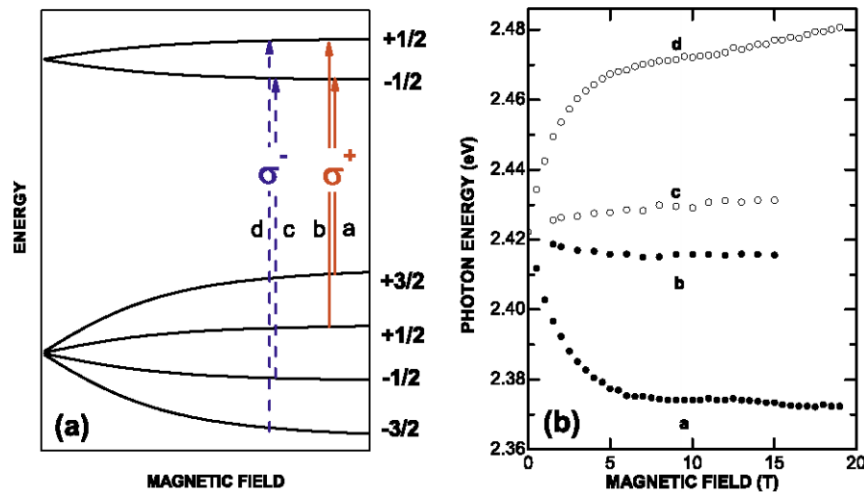 ENERGY
+1/2
-1/2
σ-
σ+
d
c
b
a
+3/2
+1/2
-1/2
-3/2
(a)
MAGNETIC FIELD
PHOTON ENERGY (eV)
2.48
2.46
2.44
2.42
2.40
2.38
2.36
d
c
b
a
(b)
0
5
10
15
20
MAGNETIC FIELD (T)